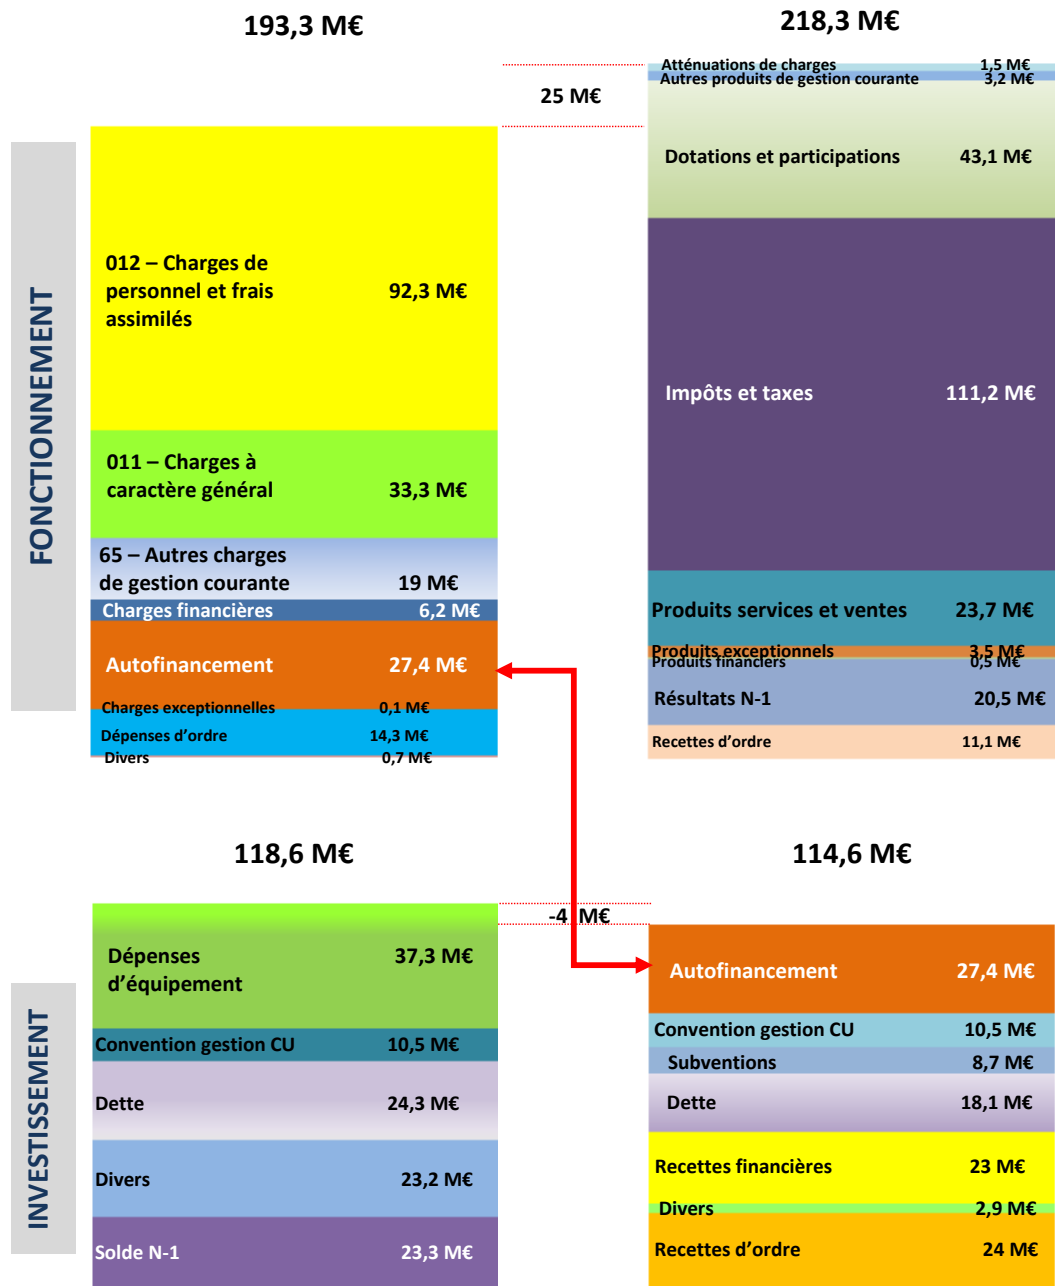 193,3 M€
218,3 M€
25 M€
FONCTIONNEMENT
012 – Charges de
personnel et frais
assimilés
92,3 M€
011 – Charges à
caractère général
33,3 M€
65 – Autres charges
de gestion courante
19 M€
Charges financières 6,2 M€
Autofinancement 27,4 M€
Charges exceptionnelles 0,1 M€
Dépenses d’ordre 14,3 M€
Divers 0,7 M€
Atténuations de charges 1,5 M€
Autres produits de gestion courante 3,2 M€
Dotations et participations 43,1 M€
Impôts et taxes 111,2 M€
Produits services et ventes 23,7 M€
Produits exceptionnels 3,5 M€
Produits financiers 0,5 M€
Résultats N-1 20,5 M€
Recettes d’ordre 11,1 M€
118,6 M€
114,6 M€
-4 M€
INVESTISSEMENT
Dépenses
d’équipement
37,3 M€
Convention gestion CU 10,5 M€
Dette 24,3 M€
Divers 23,2 M€
Solde N-1 23,3 M€
Autofinancement 27,4 M€
Convention gestion CU 10,5 M€
Subventions 8,7 M€
Dette 18,1 M€
Recettes financières 23 M€
Divers 2,9 M€
Recettes d’ordre 24 M€